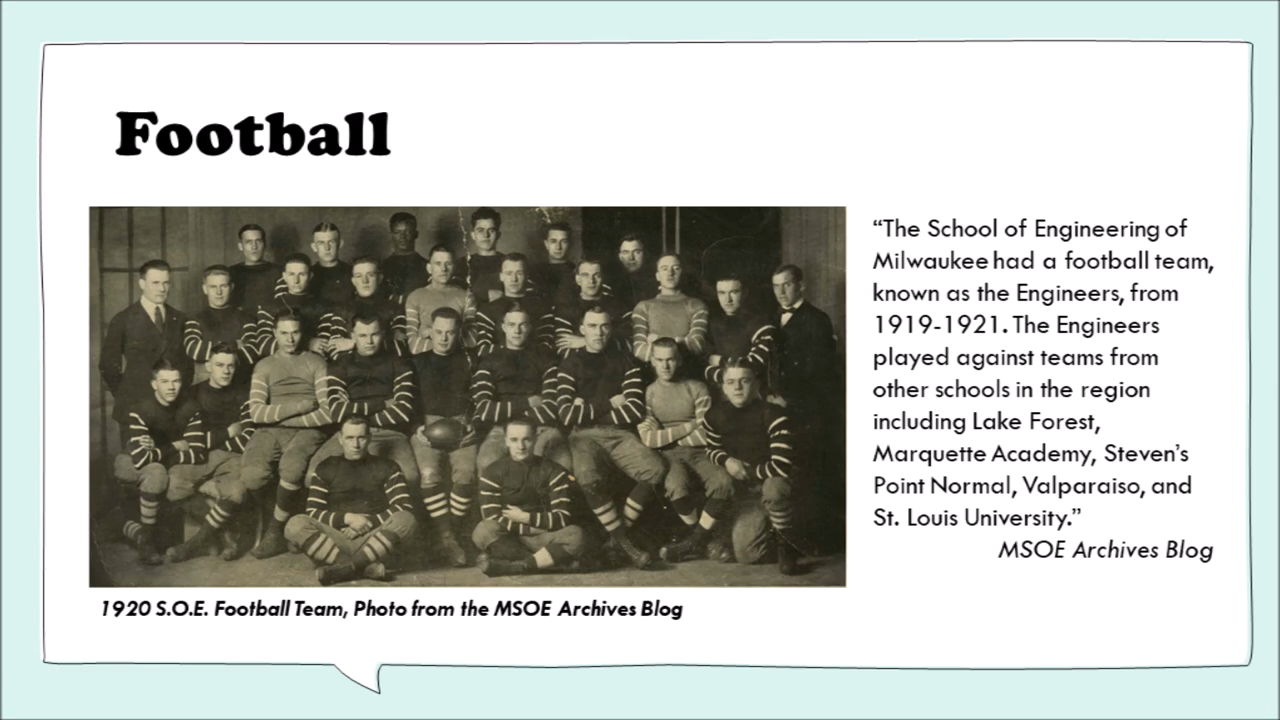 Football
“The School of Engineering of
Milwaukee had a football team,
known as the Engineers, from
1919-1921. The Engineers
played against teams from
other schools in the region
including Lake Forest,
Marquette Academy, Steven’s
Point Normal, Valparaiso, and
St. Louis University.”
MSOE Archives Blog
1920 S.O.E. Football Team, Photo from the MSOE Archives Blog